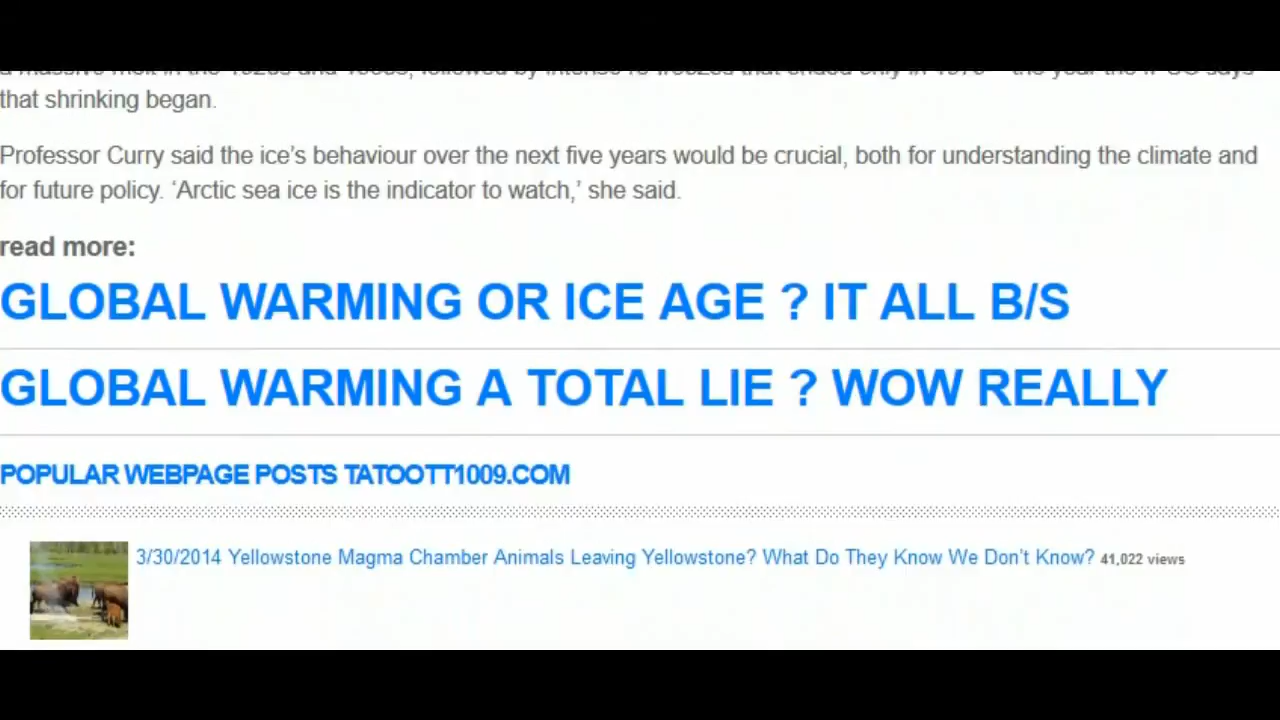 that shrinking began.
Professor Curry said the ice's behaviour over the next five years would be crucial, both for understanding the climate and
for future policy. ‘Arctic sea ice is the indicator to watch,’ she said.
read more:
GLOBAL WARMING OR ICE AGE ? IT ALL B/S
GLOBAL WARMING A TOTAL LIE ? WOW REALLY
POPULAR WEBPAGE POSTS TATOOTT1009.COM
3/30/2014 Yellowstone Magma Chamber Animals Leaving Yellowstone? What Do They Know We Don't Know? 41,022 views